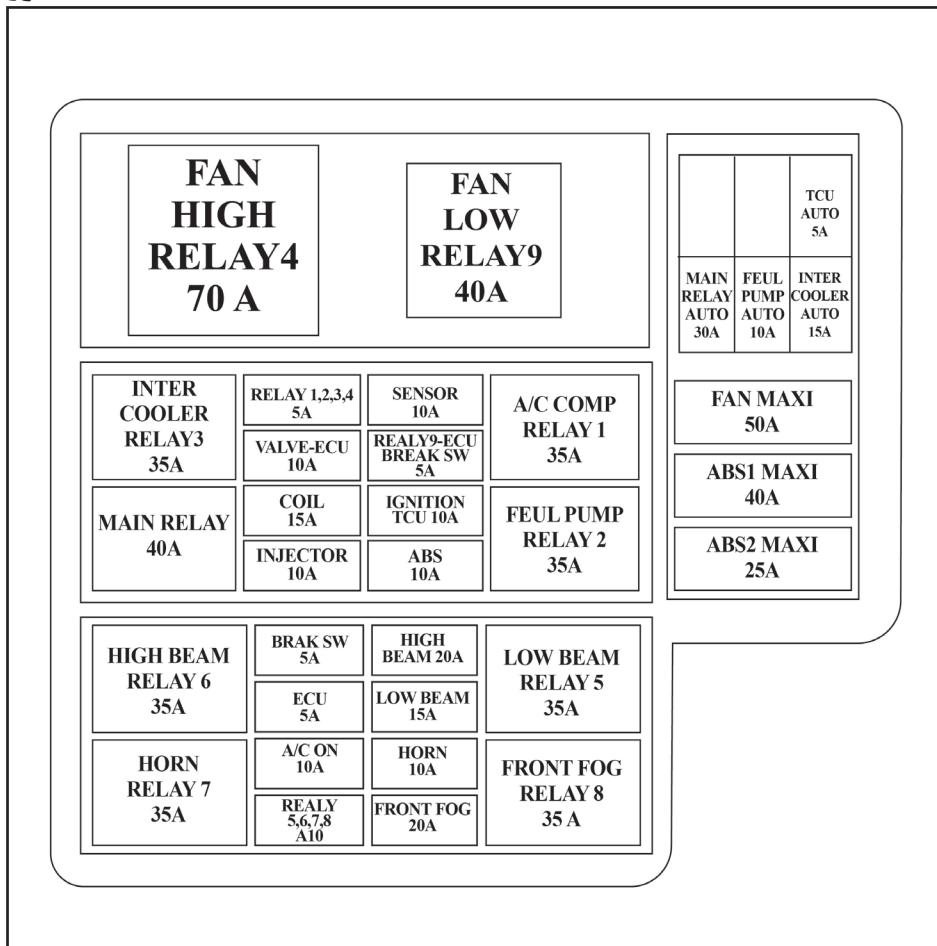 FAN
HIGH
RELAY4
70 A
FAN
LOW
RELAY9
40A
TCU
AUTO
5A
MAIN
RELAY
AUTO
30A
FEUL
PUMP
AUTO
10A
INTER
COOLER
AUTO
15A
FAN MAXI
50A
ABS1 MAXI
40A
ABS2 MAXI
25A
INTER
COOLER
RELAY3
35A
RELAY 1,2,3,4
5A
SENSOR
10A
A/C COMP
RELAY 1
35A
VALVE-ECU
10A
REALY9-ECU
BREAK SW
5A
MAIN RELAY
40A
COIL
15A
IGNITION
TCU 10A
FEUL PUMP
RELAY 2
35A
INJECTOR
10A
ABS
10A
HIGH BEAM
RELAY 6
35A
BRAK SW
5A
HIGH
BEAM 20A
LOW BEAM
RELAY 5
35A
ECU
5A
LOW BEAM
15A
HORN
RELAY 7
35A
A/C ON
10A
HORN
10A
FRONT FOG
RELAY 8
35 A
REALY
5,6,7,8
A10
FRONT FOG
20A